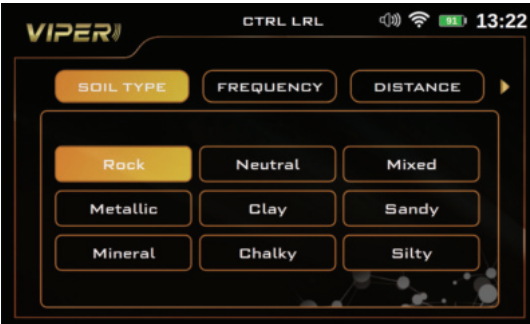 VIPER
CTRL LRL 91 13:22
SOIL TYPE FREQUENCY DISTANCE
Rock Neutral Mixed
Metallic Clay Sandy
Mineral Chalky Silty